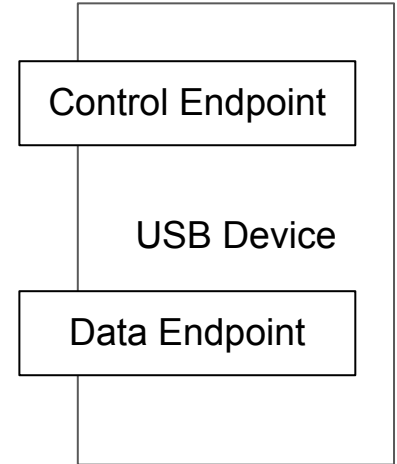 Control Endpoint
USB Device
Data Endpoint